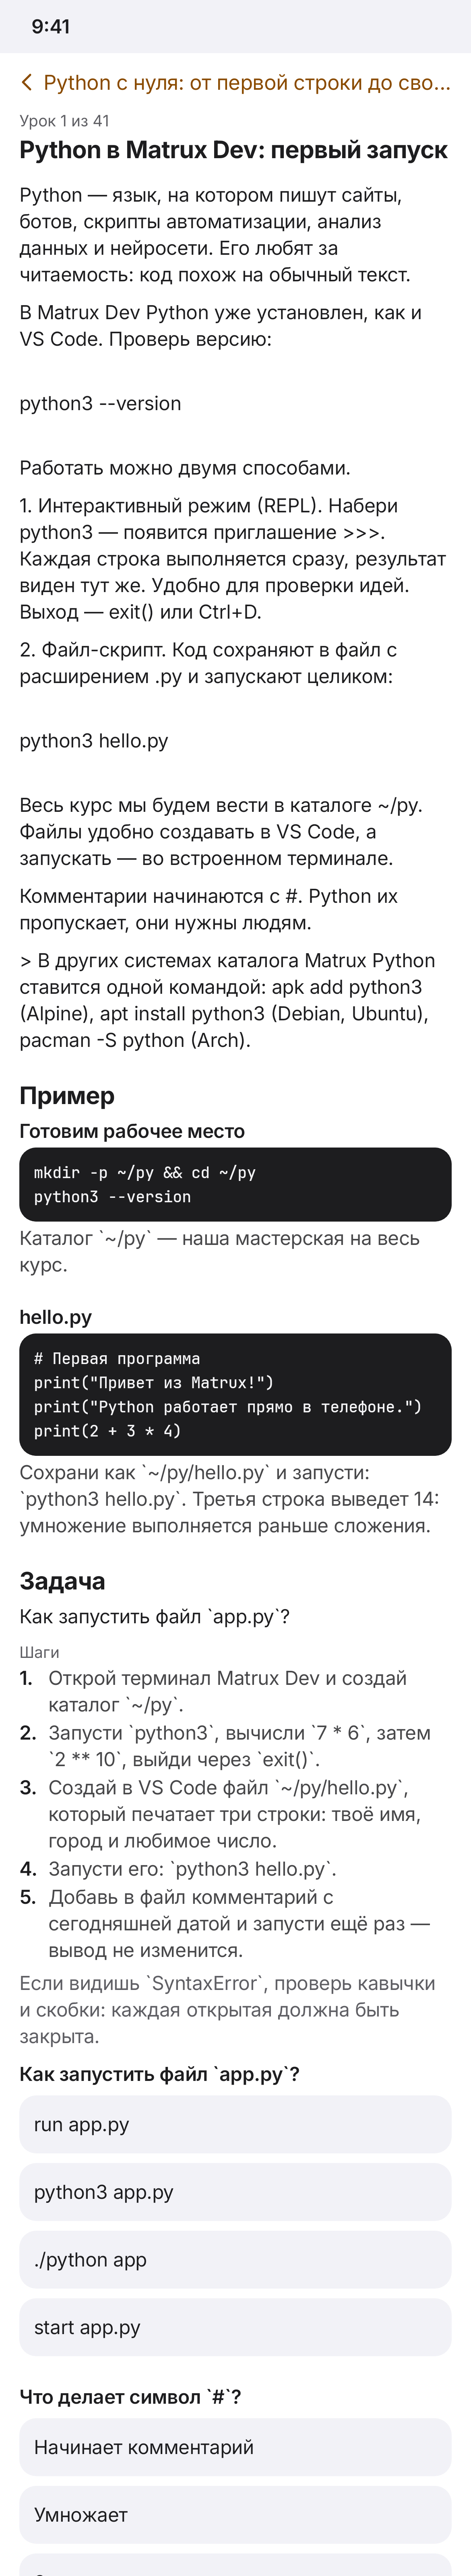 9:41
Python с нуля: от первой строки до сво...
Урок 1 из 41
Python в Matrux Dev: первый запуск
Python — язык, на котором пишут сайты,
ботов, скрипты автоматизации, анализ
данных и нейросети. Его любят за
читаемость: код похож на обычный текст.
В Matrux Dev Python уже установлен, как и
VS Code. Проверь версию:
python3 --version
Работать можно двумя способами.
1. Интерактивный режим (REPL). Набери
python3 — появится приглашение >>>.
Каждая строка выполняется сразу, результат
виден тут же. Удобно для проверки идей.
Выход — exit() или Ctrl+D.
2. Файл-скрипт. Код сохраняют в файл с
расширением .py и запускают целиком:
python3 hello.py
Весь курс мы будем вести в каталоге ~/py.
Файлы удобно создавать в VS Code, а
запускать — во встроенном терминале.
Комментарии начинаются с #. Python их
пропускает, они нужны людям.
> В других системах каталога Matrux Python
ставится одной командой: apk add python3
(Alpine), apt install python3 (Debian, Ubuntu),
pacman -S python (Arch).
Пример
Готовим рабочее место
mkdir -p ~/py && cd ~/py
python3 --version
Каталог `~/py` — наша мастерская на весь
курс.
hello.py
# Первая программа
print("Привет из Matrux!")
print("Python работает прямо в телефоне.")
print(2 + 3 * 4)
Сохрани как `~/py/hello.py` и запусти:
`python3 hello.py`. Третья строка выведет 14:
умножение выполняется раньше сложения.
Задача
Как запустить файл `app.py`?
Шаги
1. Открой терминал Matrux Dev и создай
каталог `~/py`.
2. Запусти `python3`, вычисли `7 * 6`, затем
`2 ** 10`, выйди через `exit()`.
3. Создай в VS Code файл `~/py/hello.py`,
который печатает три строки: твоё имя,
город и любимое число.
4. Запусти его: `python3 hello.py`.
5. Добавь в файл комментарий с
сегодняшней датой и запусти ещё раз —
вывод не изменится.
Если видишь `SyntaxError`, проверь кавычки
и скобки: каждая открытая должна быть
закрыта.
Как запустить файл `app.py`?
run app.py
python3 app.py
./python app
start app.py
Что делает символ `#`?
Начинает комментарий
Умножает